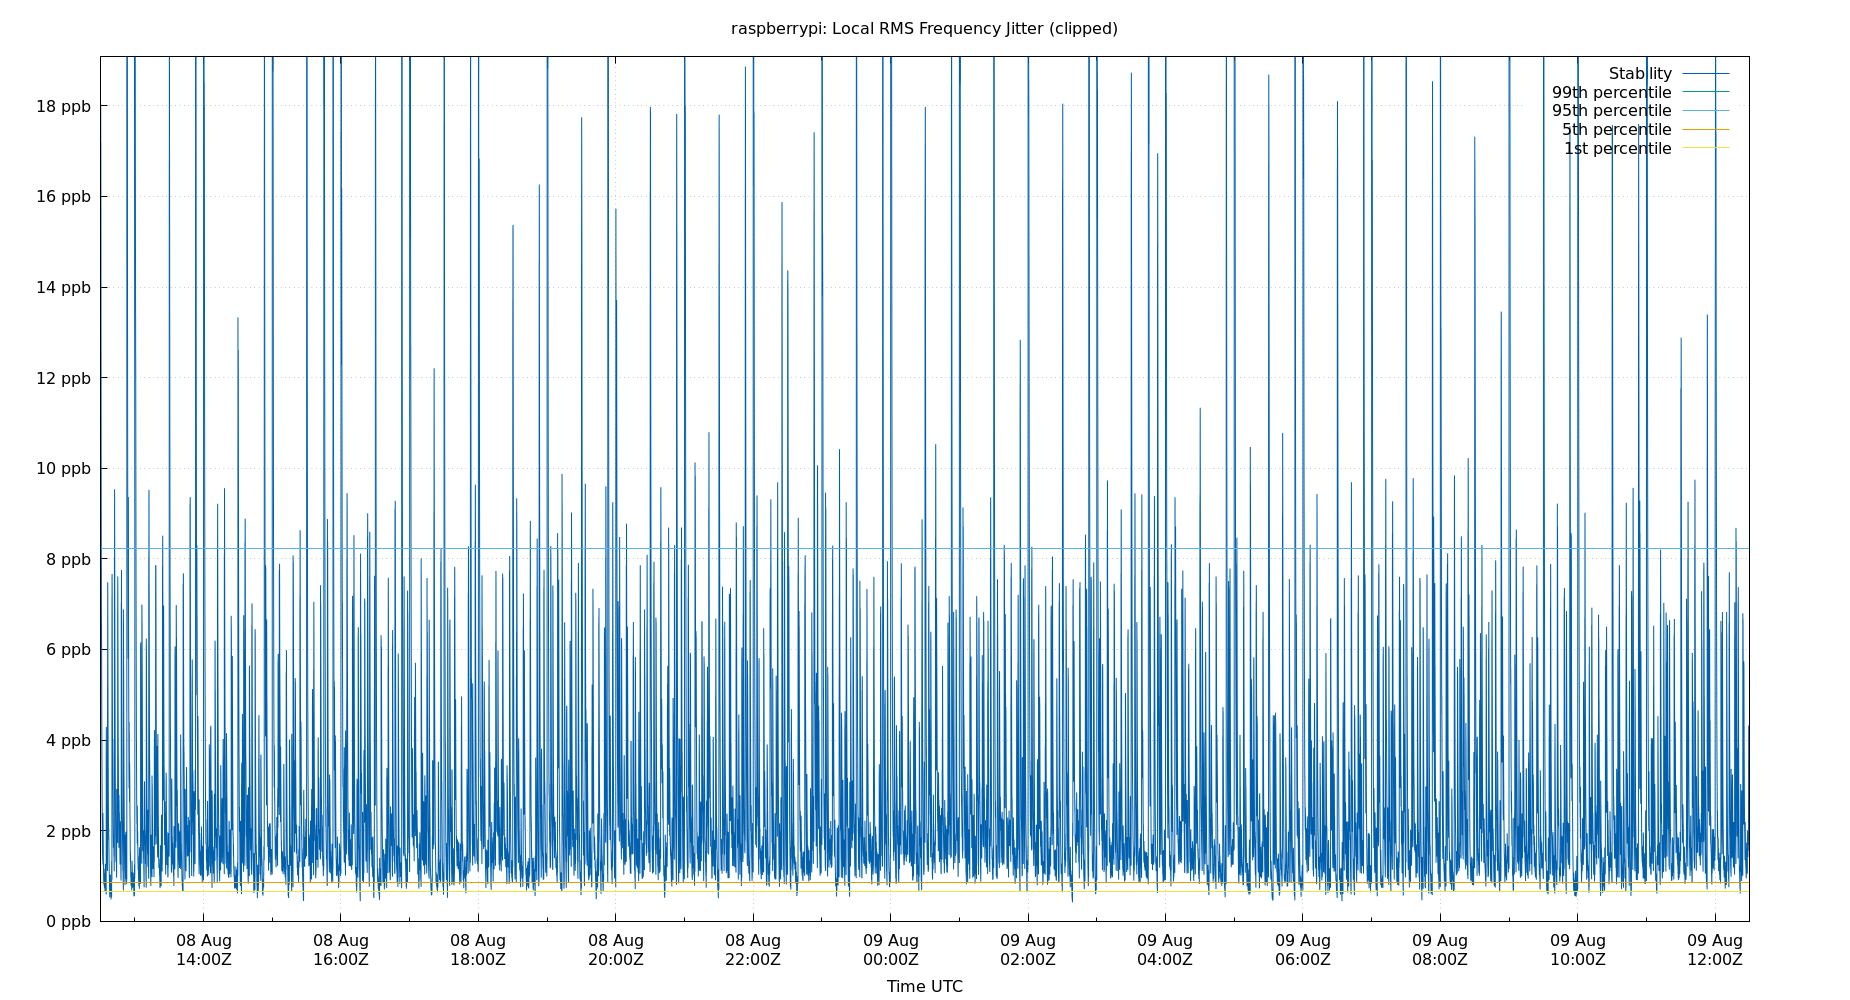 raspberrypi: Local RMS Frequency Jitter (clipped)
Stability
99th percentile
95th percentile
5th percentile
1st percentile
18 ppb
16 ppb
14 ppb
12 ppb
10 ppb
8 ppb
6 ppb
4 ppb
2 ppb
0 ppb
08 Aug 08 Aug 08 Aug 08 Aug 08 Aug 09 Aug 09 Aug 09 Aug 09 Aug 09 Aug 09 Aug 09 Aug
14:00Z 16:00Z 18:00Z 20:00Z 22:00Z 00:00Z 02:00Z 04:00Z 06:00Z 08:00Z 10:00Z 12:00Z
Time UTC